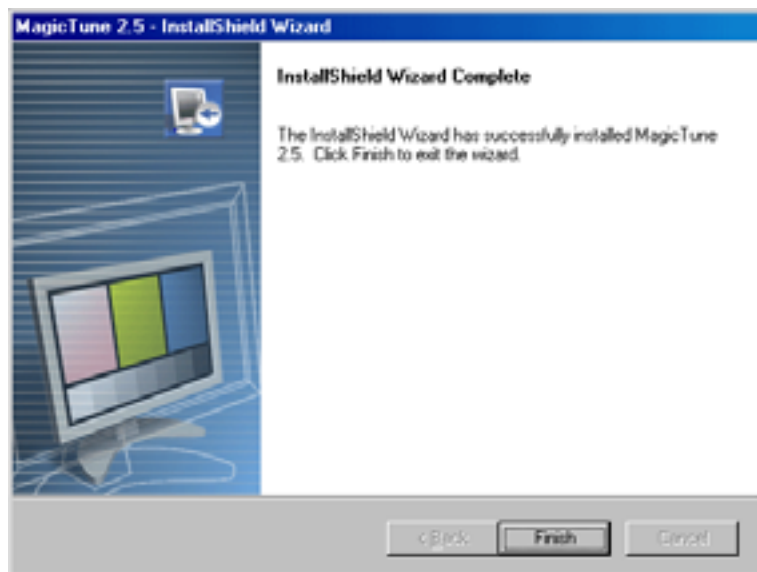 MagicTune 2.5 - InstallShield Wizard
InstallShield Wizard Complete
The InstallShield Wizard has successfully installed MagicTune
2.5. Click Finish to exit the wizard.
< Back Finish Cancel